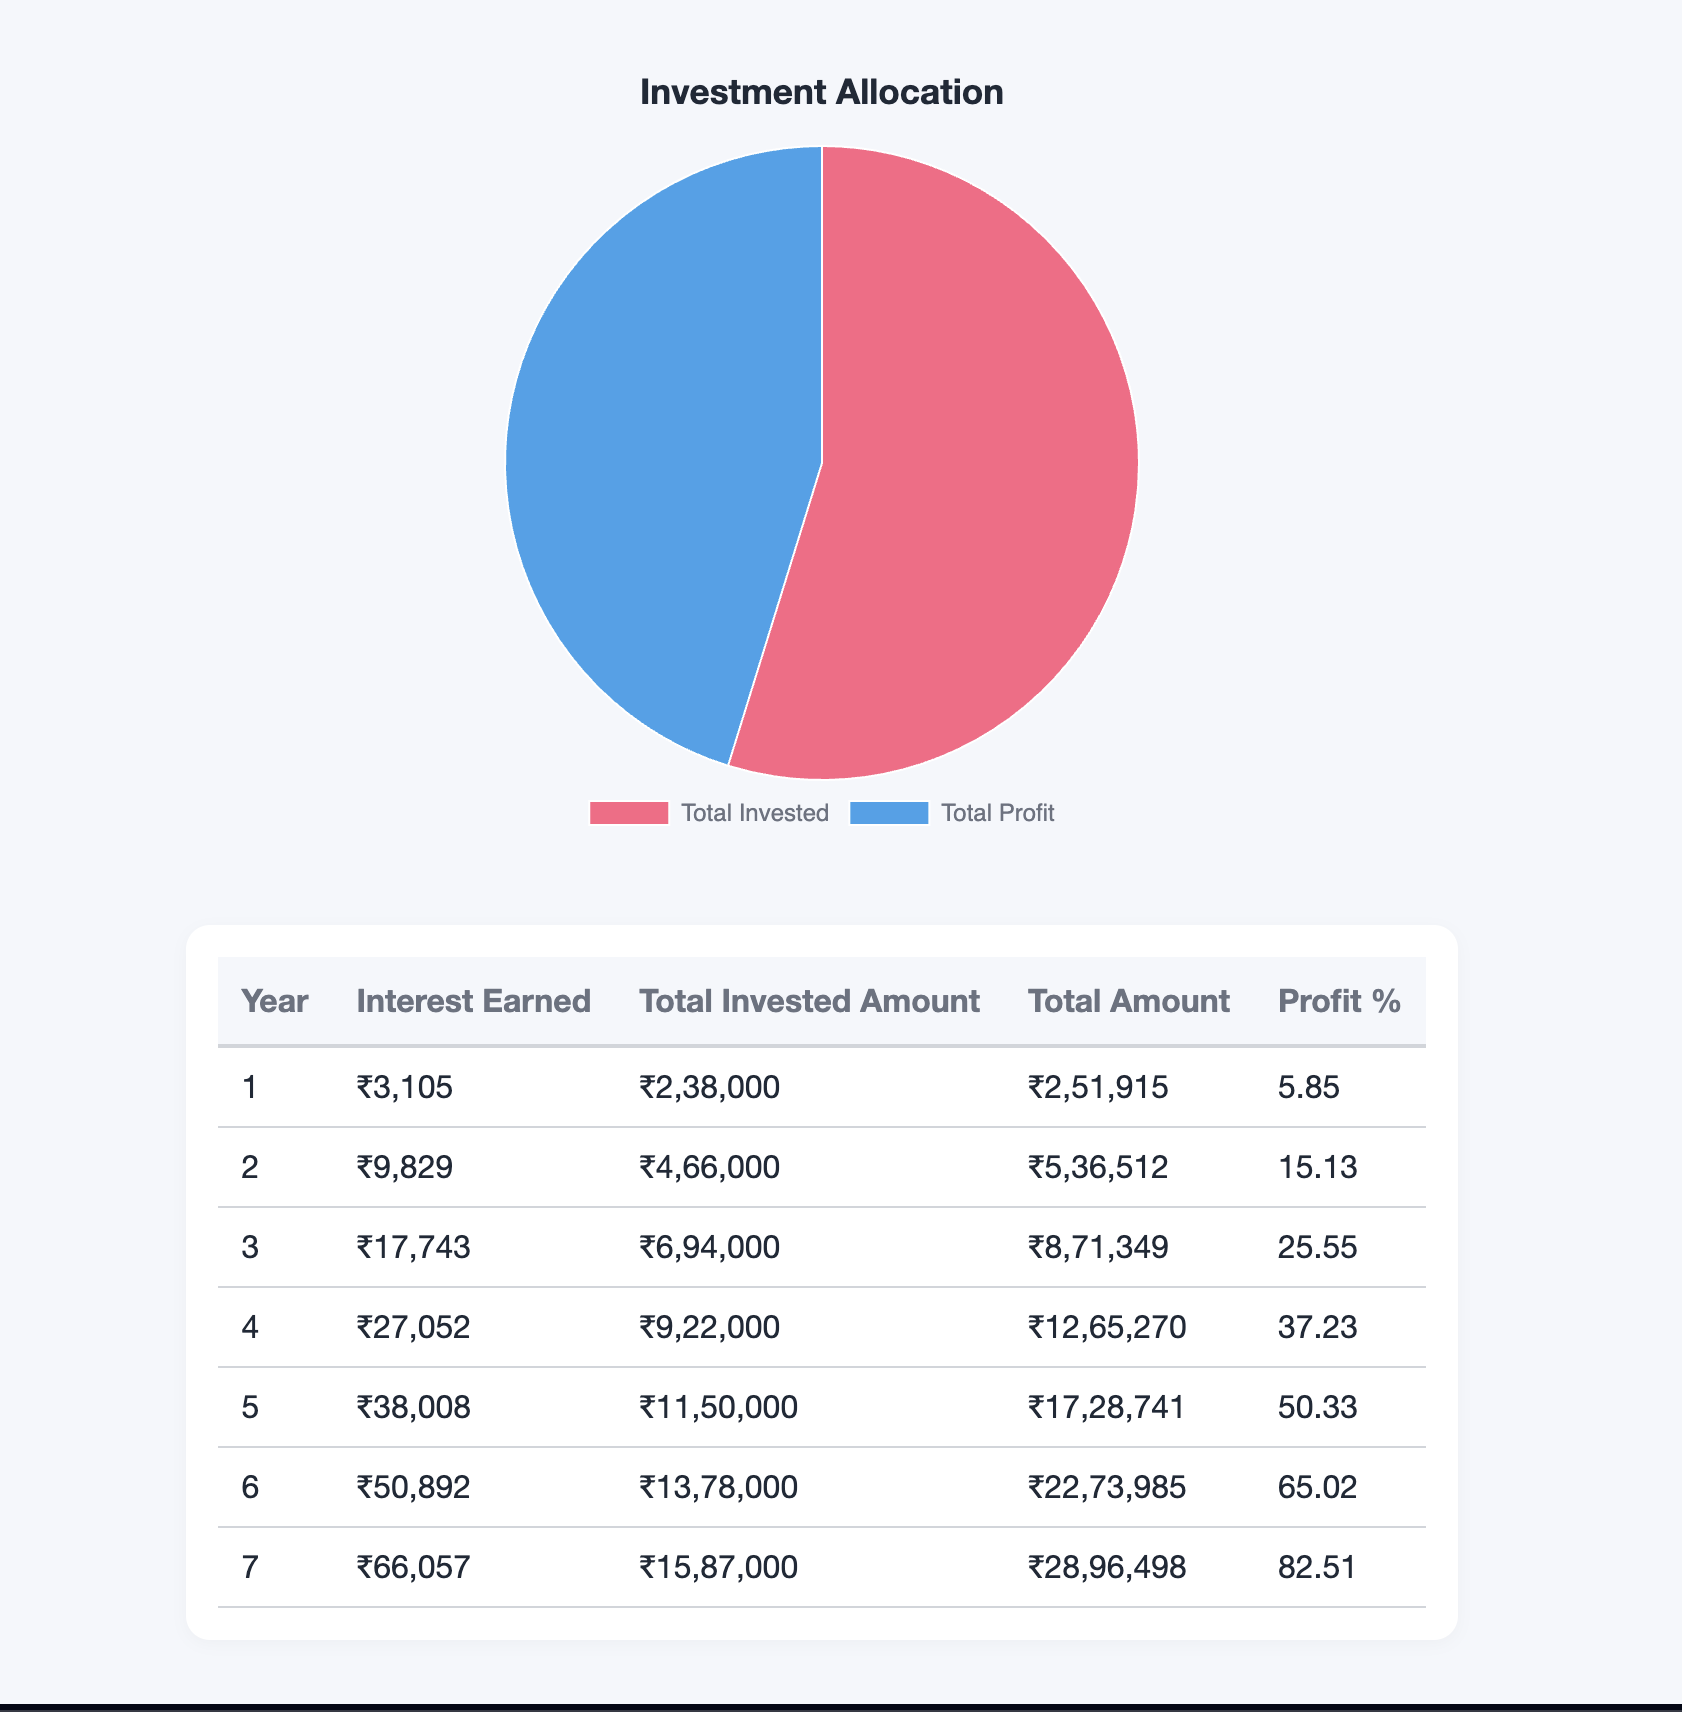 Investment Allocation
Total Invested Total Profit
Year Interest Earned Total Invested Amount Total Amount Profit %
1 ₹3,105 ₹2,38,000 ₹2,51,915 5.85
2 ₹9,829 ₹4,66,000 ₹5,36,512 15.13
3 ₹17,743 ₹6,94,000 ₹8,71,349 25.55
4 ₹27,052 ₹9,22,000 ₹12,65,270 37.23
5 ₹38,008 ₹11,50,000 ₹17,28,741 50.33
6 ₹50,892 ₹13,78,000 ₹22,73,985 65.02
7 ₹66,057 ₹15,87,000 ₹28,96,498 82.51